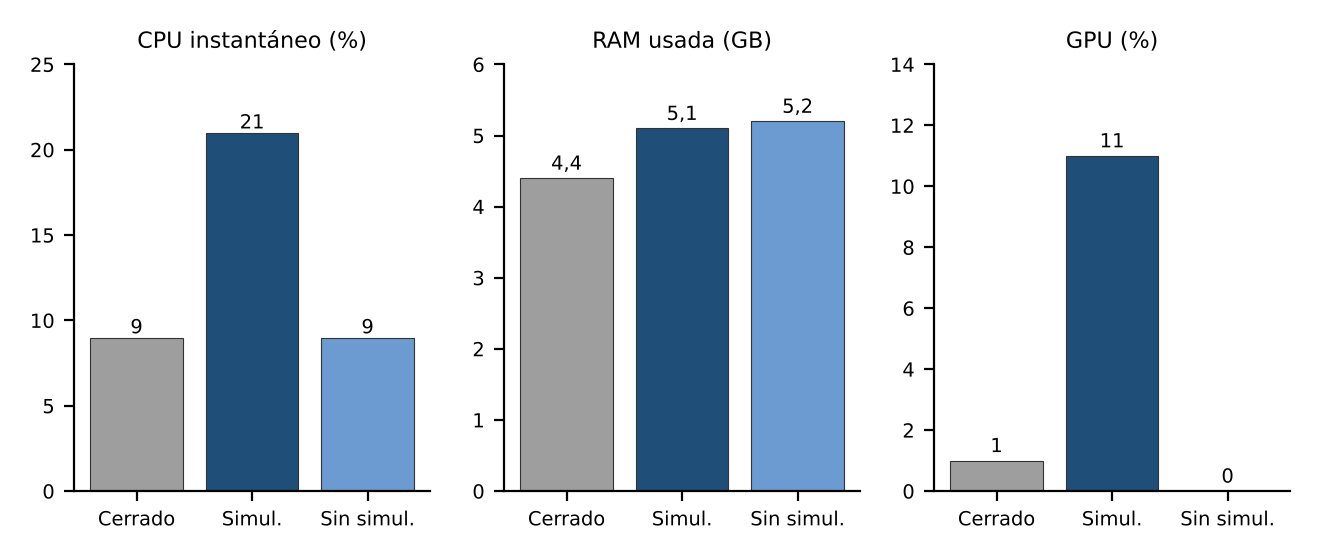 CPU instantáneo (%)
25
20
15
10
5
0
9
21
9
Cerrado
Simul.
Sin simul.
RAM usada (GB)
6
5
4
3
2
1
0
4,4
5,1
5,2
Cerrado
Simul.
Sin simul.
GPU (%)
14
12
10
8
6
4
2
0
1
11
0
Cerrado
Simul.
Sin simul.